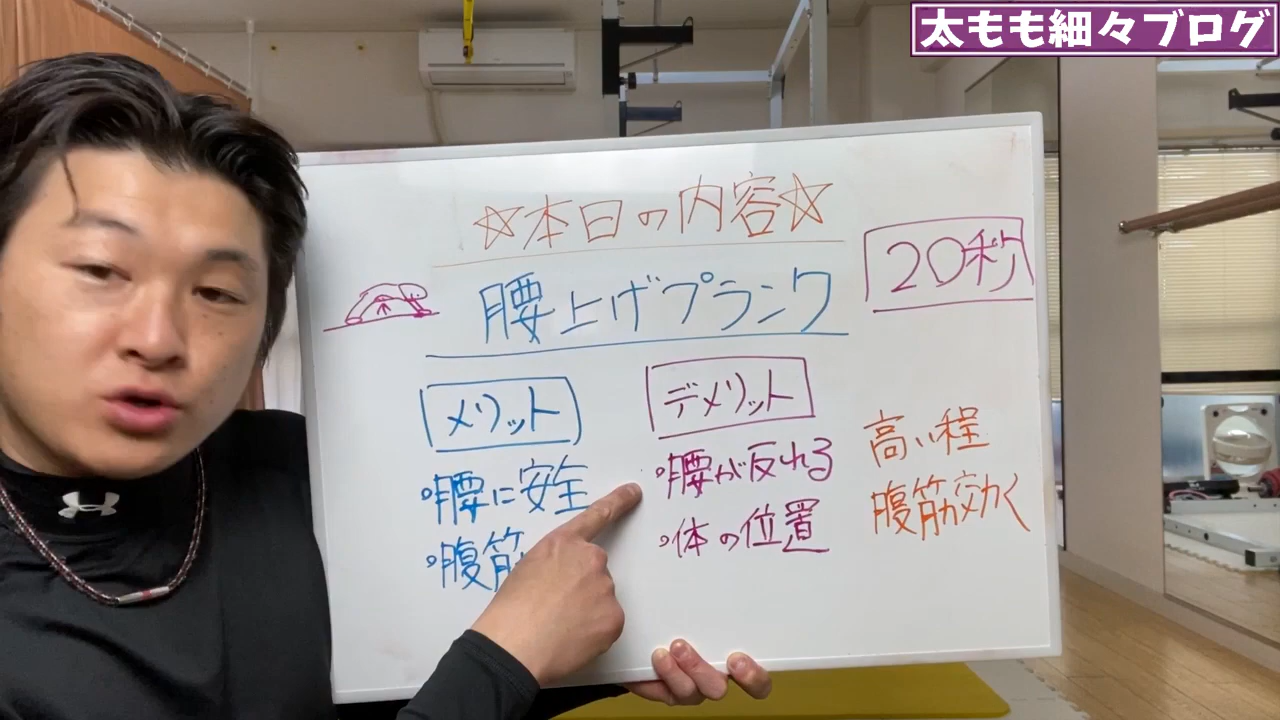 太もも細々ブログ
☆本日の内容☆
20秒
腰上げプランク
メリット
デメリット
・腰に安全
・腰が反れる
高い程
・腹筋
・体の位置
腹筋効く